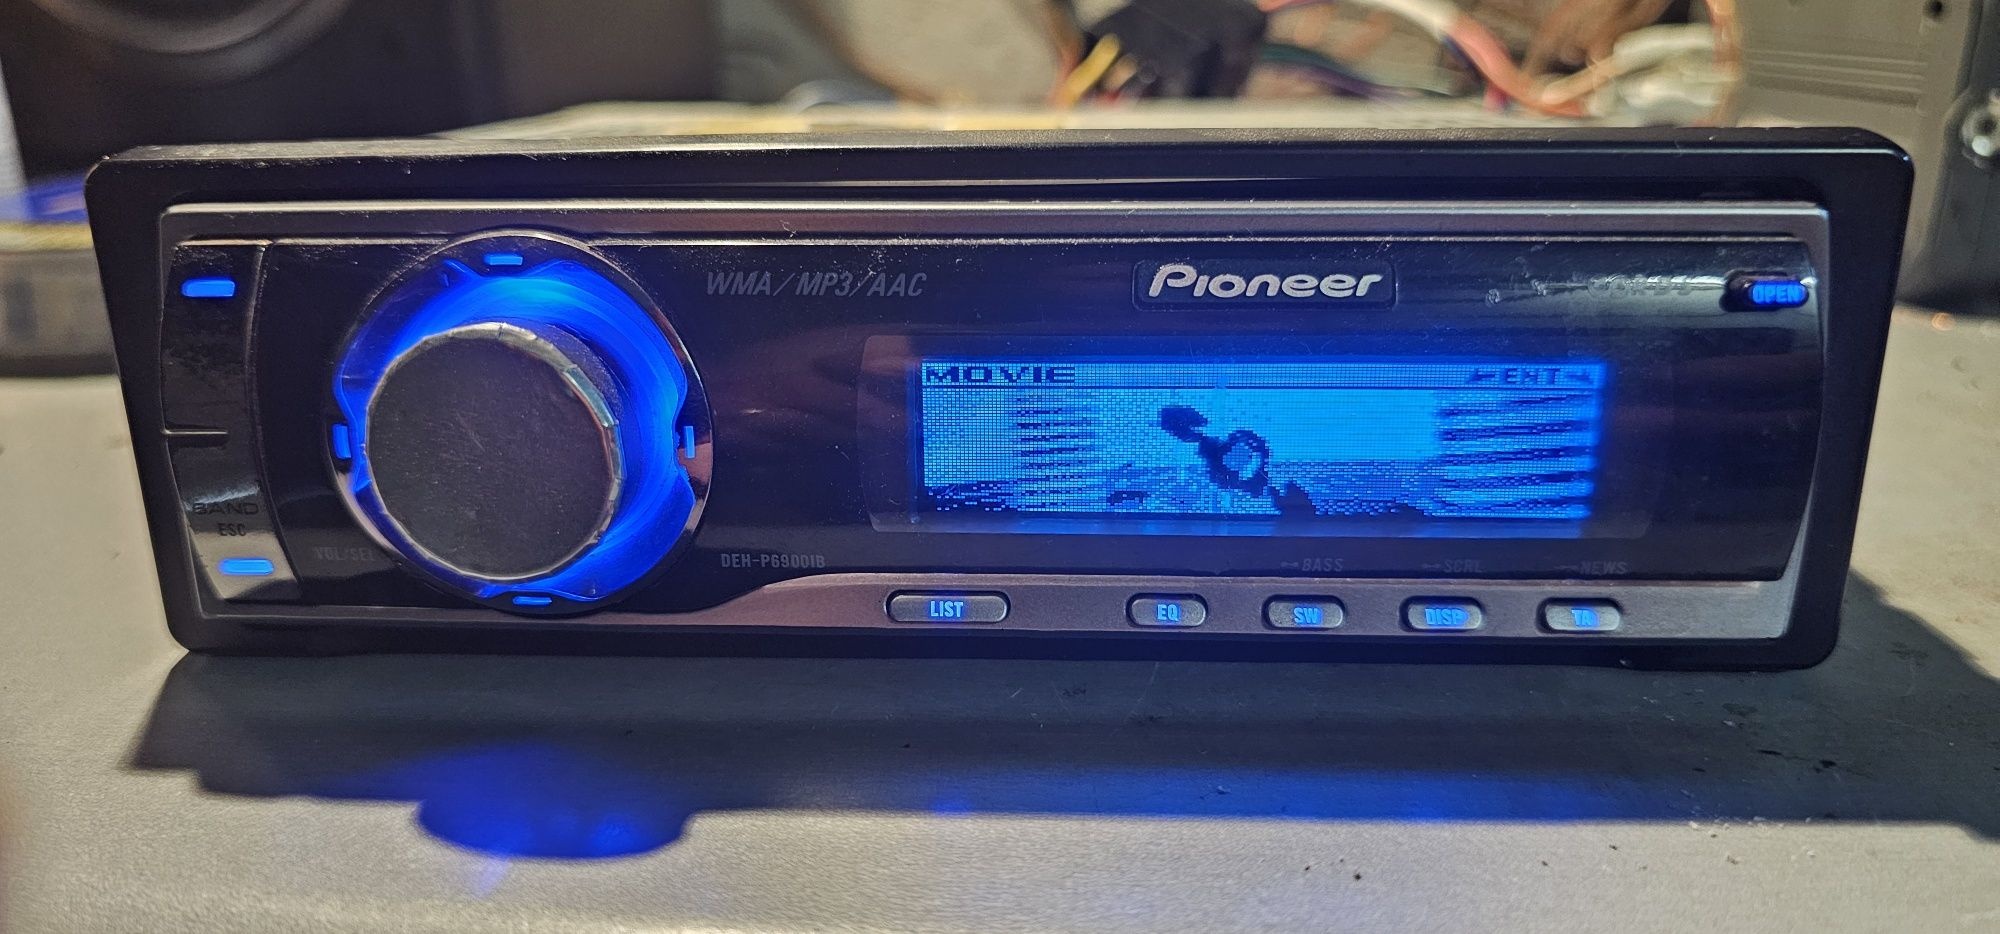 WMA/MP3/AAC
Pioneer
OPEN
MOVIE
EXT
BAND
ESC
VOL/SEL
DEH-P6900IB
BASS
SCRL
NEWS
LIST
EQ
SW
DISP
TA